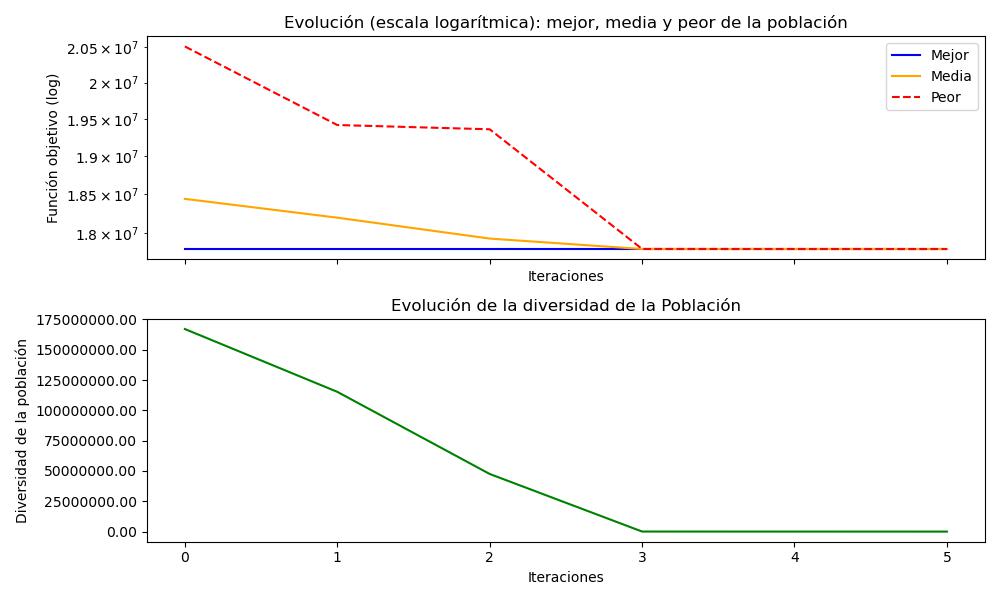 Evolución (escala logarítmica): mejor, media y peor de la población
Función objetivo (log)
2.05 × 10⁷
2 × 10⁷
1.95 × 10⁷
1.9 × 10⁷
1.85 × 10⁷
1.8 × 10⁷
Mejor
Media
Peor
Iteraciones
Evolución de la diversidad de la Población
Diversidad de la población
175000000.00
150000000.00
125000000.00
100000000.00
75000000.00
50000000.00
25000000.00
0.00
0 1 2 3 4 5
Iteraciones